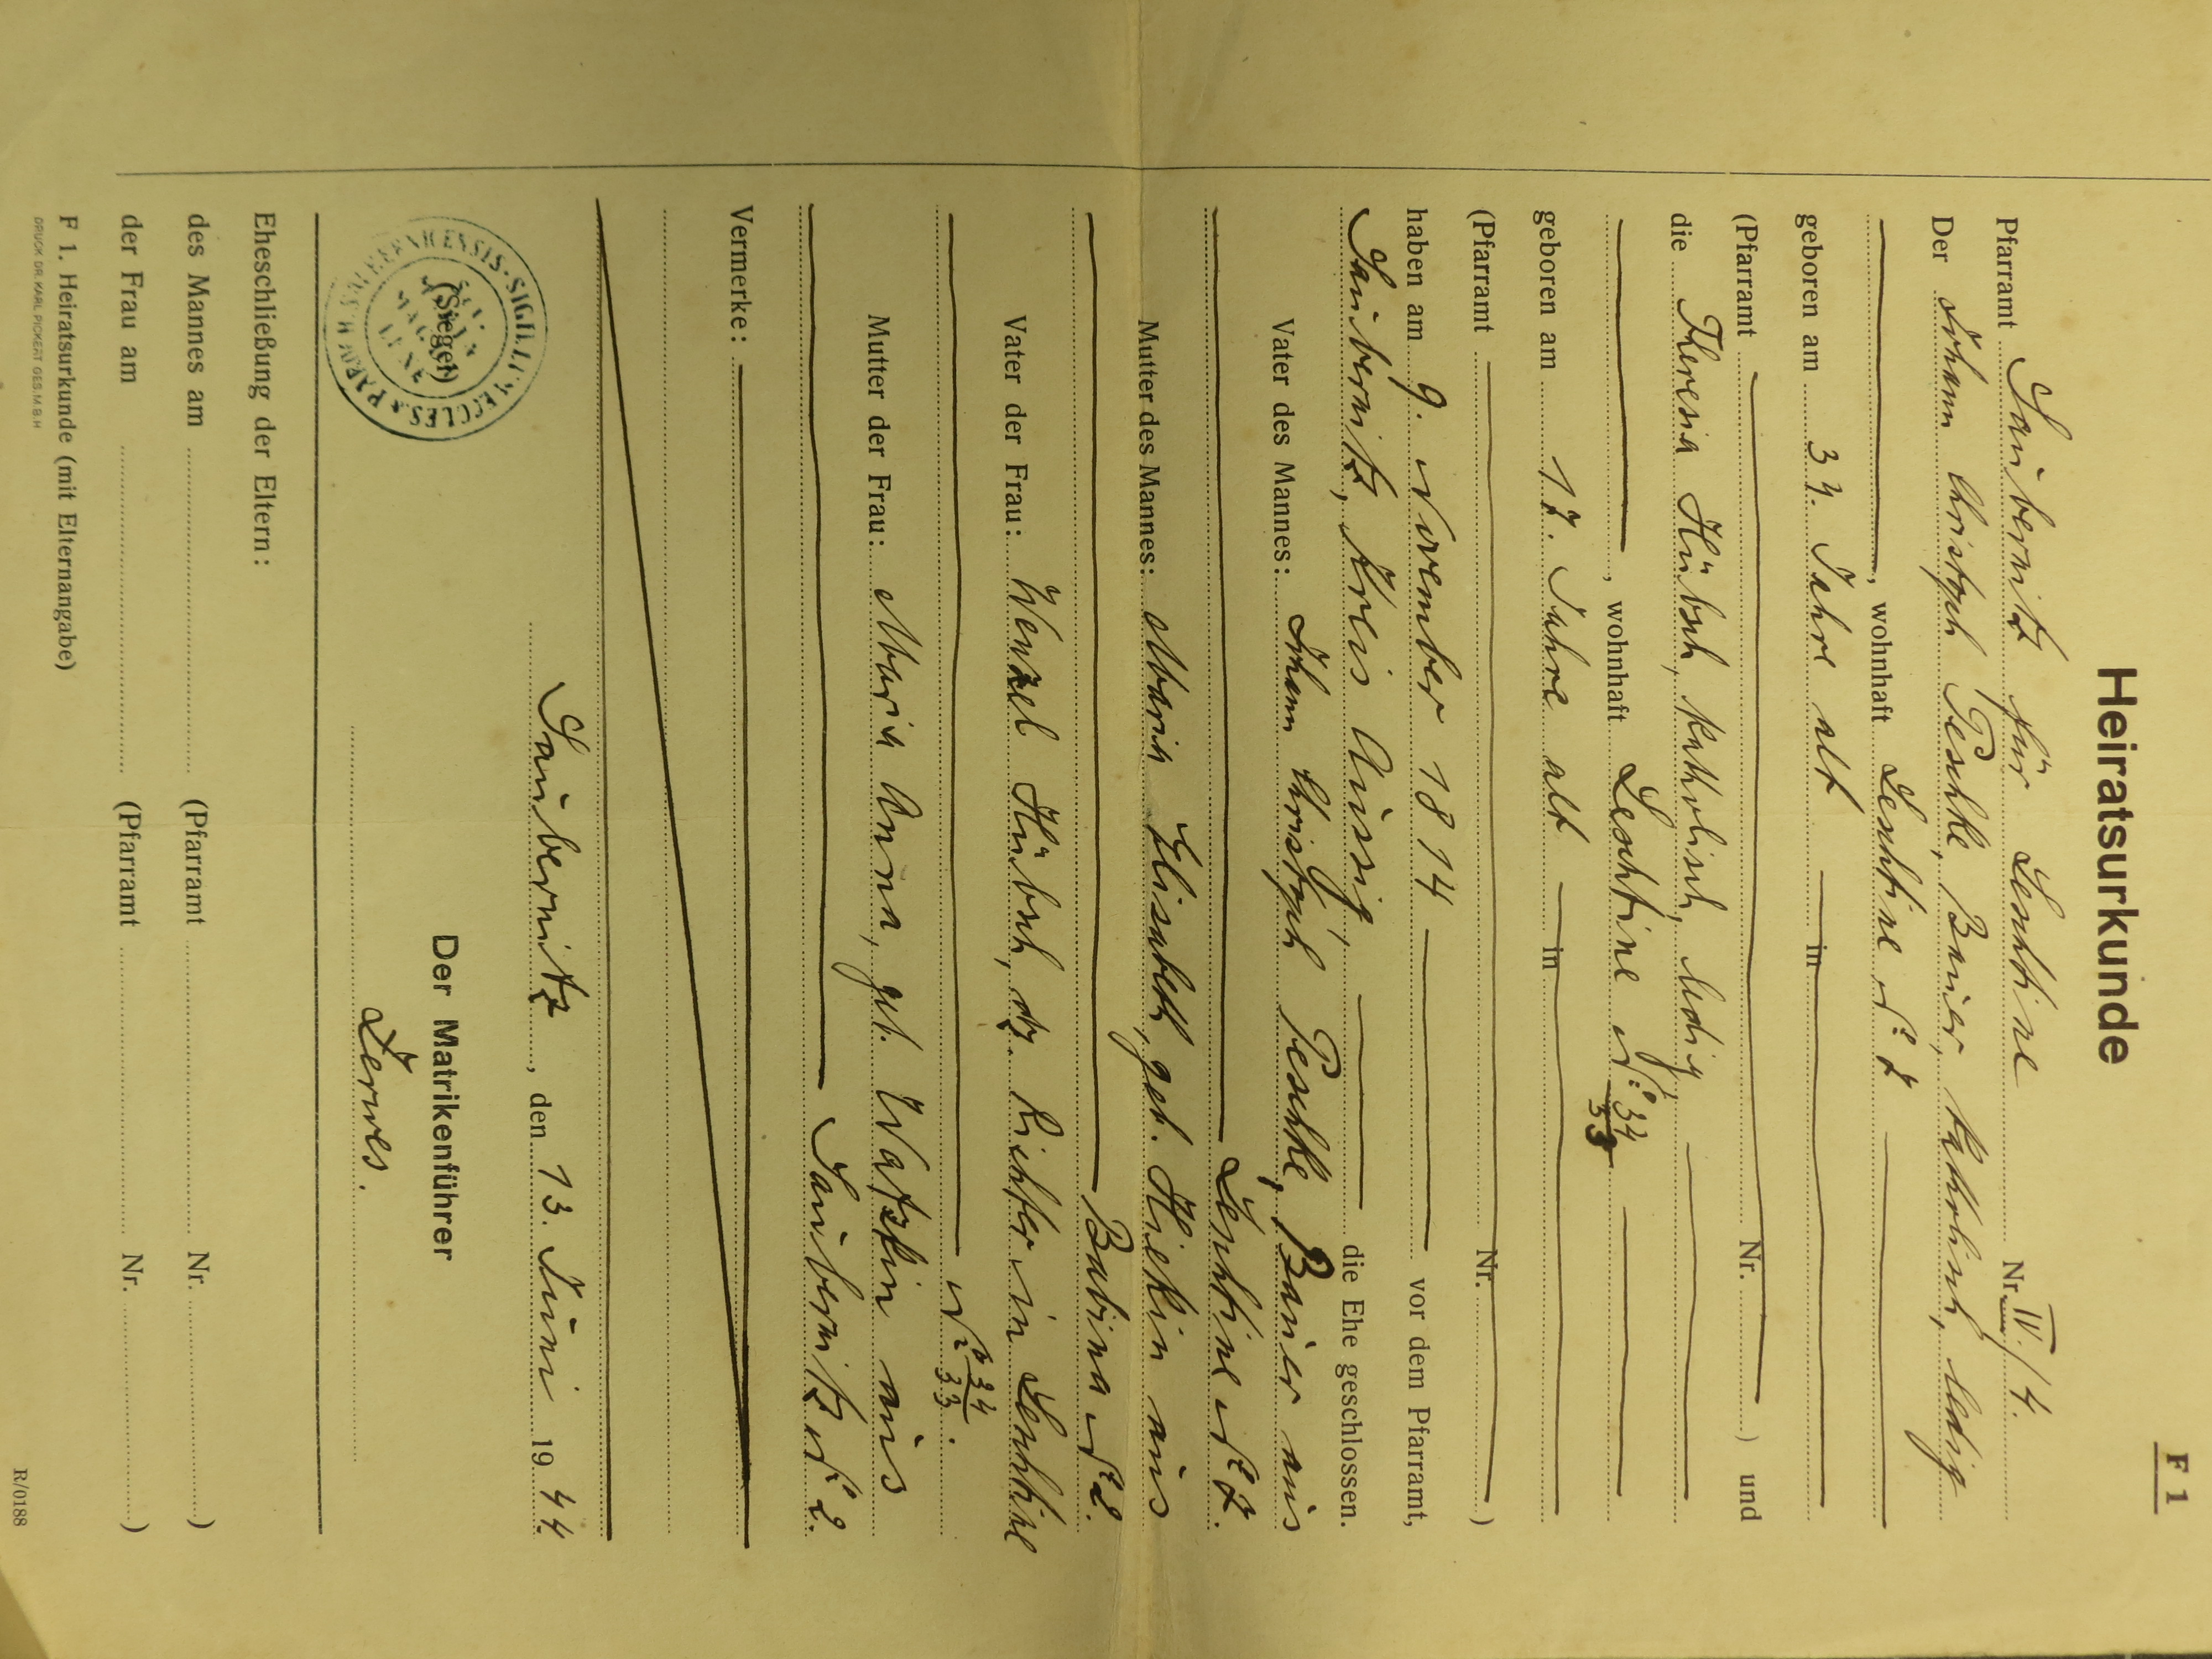 F 1
Heiratsurkunde
Pfarramt Saubernitz für Leschtine Nr. IV./4.
Der Johann Christoph Peschke, Bauer, katholisch, ledig
, wohnhaft Leschtine № 7
geboren am 34. Jahre alt in
(Pfarramt Nr. ) und
die Theresia Hübsch, katholisch, ledig,
, wohnhaft Leschtine № 34/33
geboren am 17. Jahre alt in
(Pfarramt Nr. )
haben am 9. November 1814 vor dem Pfarramt,
Saubernitz, Kreis Aussig, die Ehe geschlossen.
Vater des Mannes: Johann Christoph Peschke, Bauer aus
Leschtine № 7.
Mutter des Mannes: Maria Elisabeth, geb. Hiekin aus
Babina № 2.
Vater der Frau: Wenzel Hübsch, dz. Richter in Leschtine
№ 34/33.
Mutter der Frau: Maria Anna, geb. Watzkin aus
Saubernitz № 2.
Vermerke:
Saubernitz, den 13. Juni 1944.
SIGILLUM ECCLES. PAROCH.
(Siegel)
Der Matrikenführer
Zerwes.
Eheschließung der Eltern:
des Mannes am (Pfarramt Nr. )
der Frau am (Pfarramt Nr. )
F 1. Heiratsurkunde (mit Elternangabe)
DRUCK DR. KARL PICKERT GES.M.B.H
R/0188